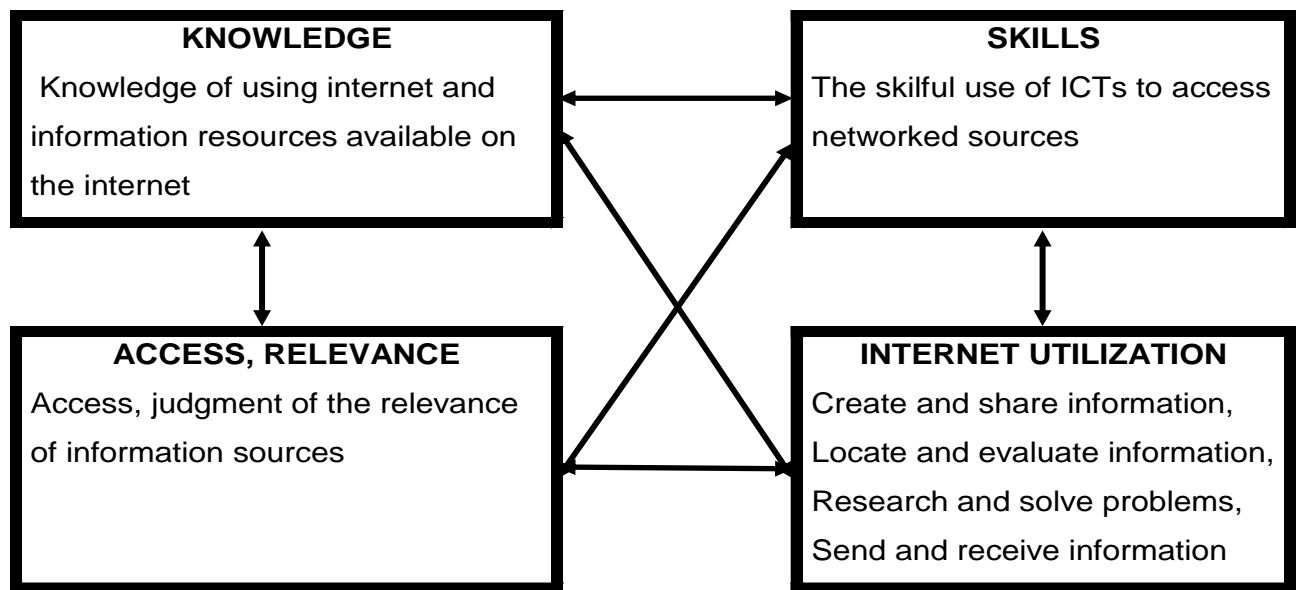 KNOWLEDGE
Knowledge of using internet and
information resources available on
the internet
SKILLS
The skilful use of ICTs to access
networked sources
ACCESS, RELEVANCE
Access, judgment of the relevance
of information sources
INTERNET UTILIZATION
Create and share information,
Locate and evaluate information,
Research and solve problems,
Send and receive information